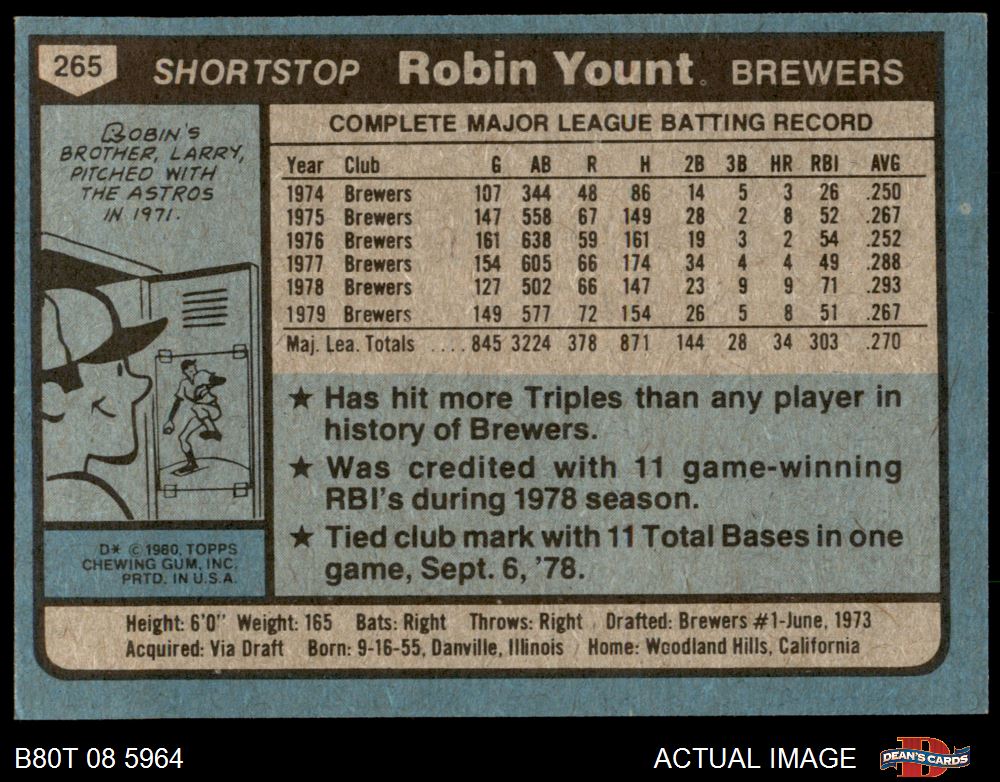 265 SHORTSTOP Robin Yount BREWERS
ROBIN'S
BROTHER, LARRY,
PITCHED WITH
THE ASTROS
IN 1971.
D* © 1980, TOPPS
CHEWING GUM, INC.
PRTD. IN U.S.A.
COMPLETE MAJOR LEAGUE BATTING RECORD
Year Club G AB R H 2B 3B HR RBI AVG
1974 Brewers 107 344 48 86 14 5 3 26 .250
1975 Brewers 147 558 67 149 28 2 8 52 .267
1976 Brewers 161 638 59 161 19 3 2 54 .252
1977 Brewers 154 605 66 174 34 4 4 49 .288
1978 Brewers 127 502 66 147 23 9 9 71 .293
1979 Brewers 149 577 72 154 26 5 8 51 .267
Maj. Lea. Totals .... 845 3224 378 871 144 28 34 303 .270
★ Has hit more Triples than any player in
history of Brewers.
★ Was credited with 11 game-winning
RBI's during 1978 season.
★ Tied club mark with 11 Total Bases in one
game, Sept. 6, '78.
Height: 6'0" Weight: 165 Bats: Right Throws: Right Drafted: Brewers #1-June, 1973
Acquired: Via Draft Born: 9-16-55, Danville, Illinois Home: Woodland Hills, California
B80T 08 5964 ACTUAL IMAGE DEAN'S CARDS